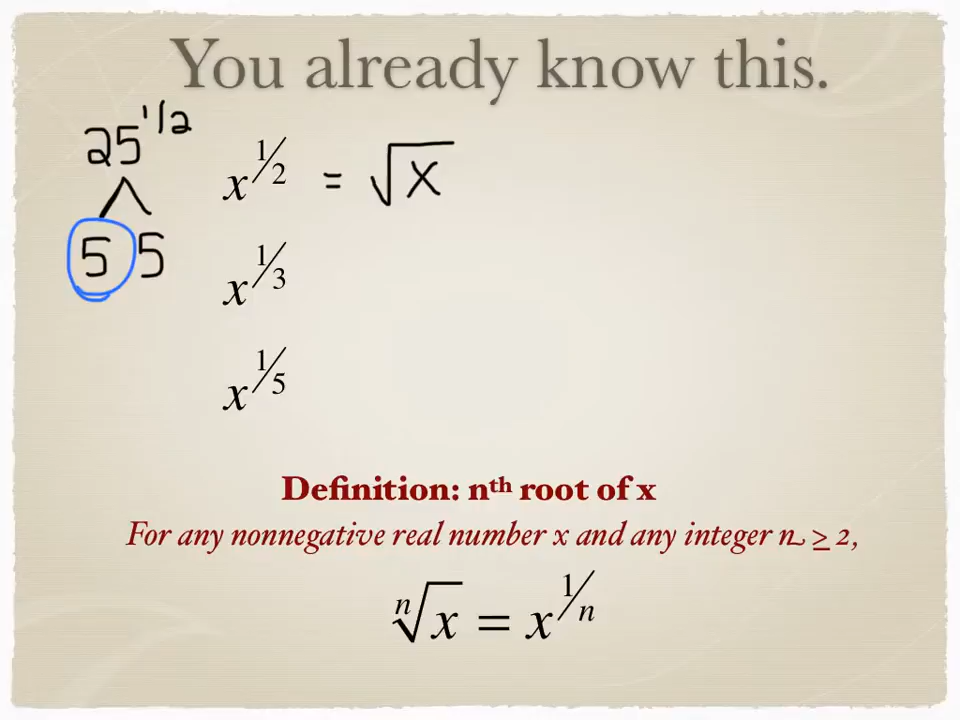 You already know this.
25^1/2
x^1/2 = √x
5 5
x^1/3
x^1/5
Definition: nth root of x
For any nonnegative real number x and any integer n ≥ 2,
ⁿ√x = x^1/n